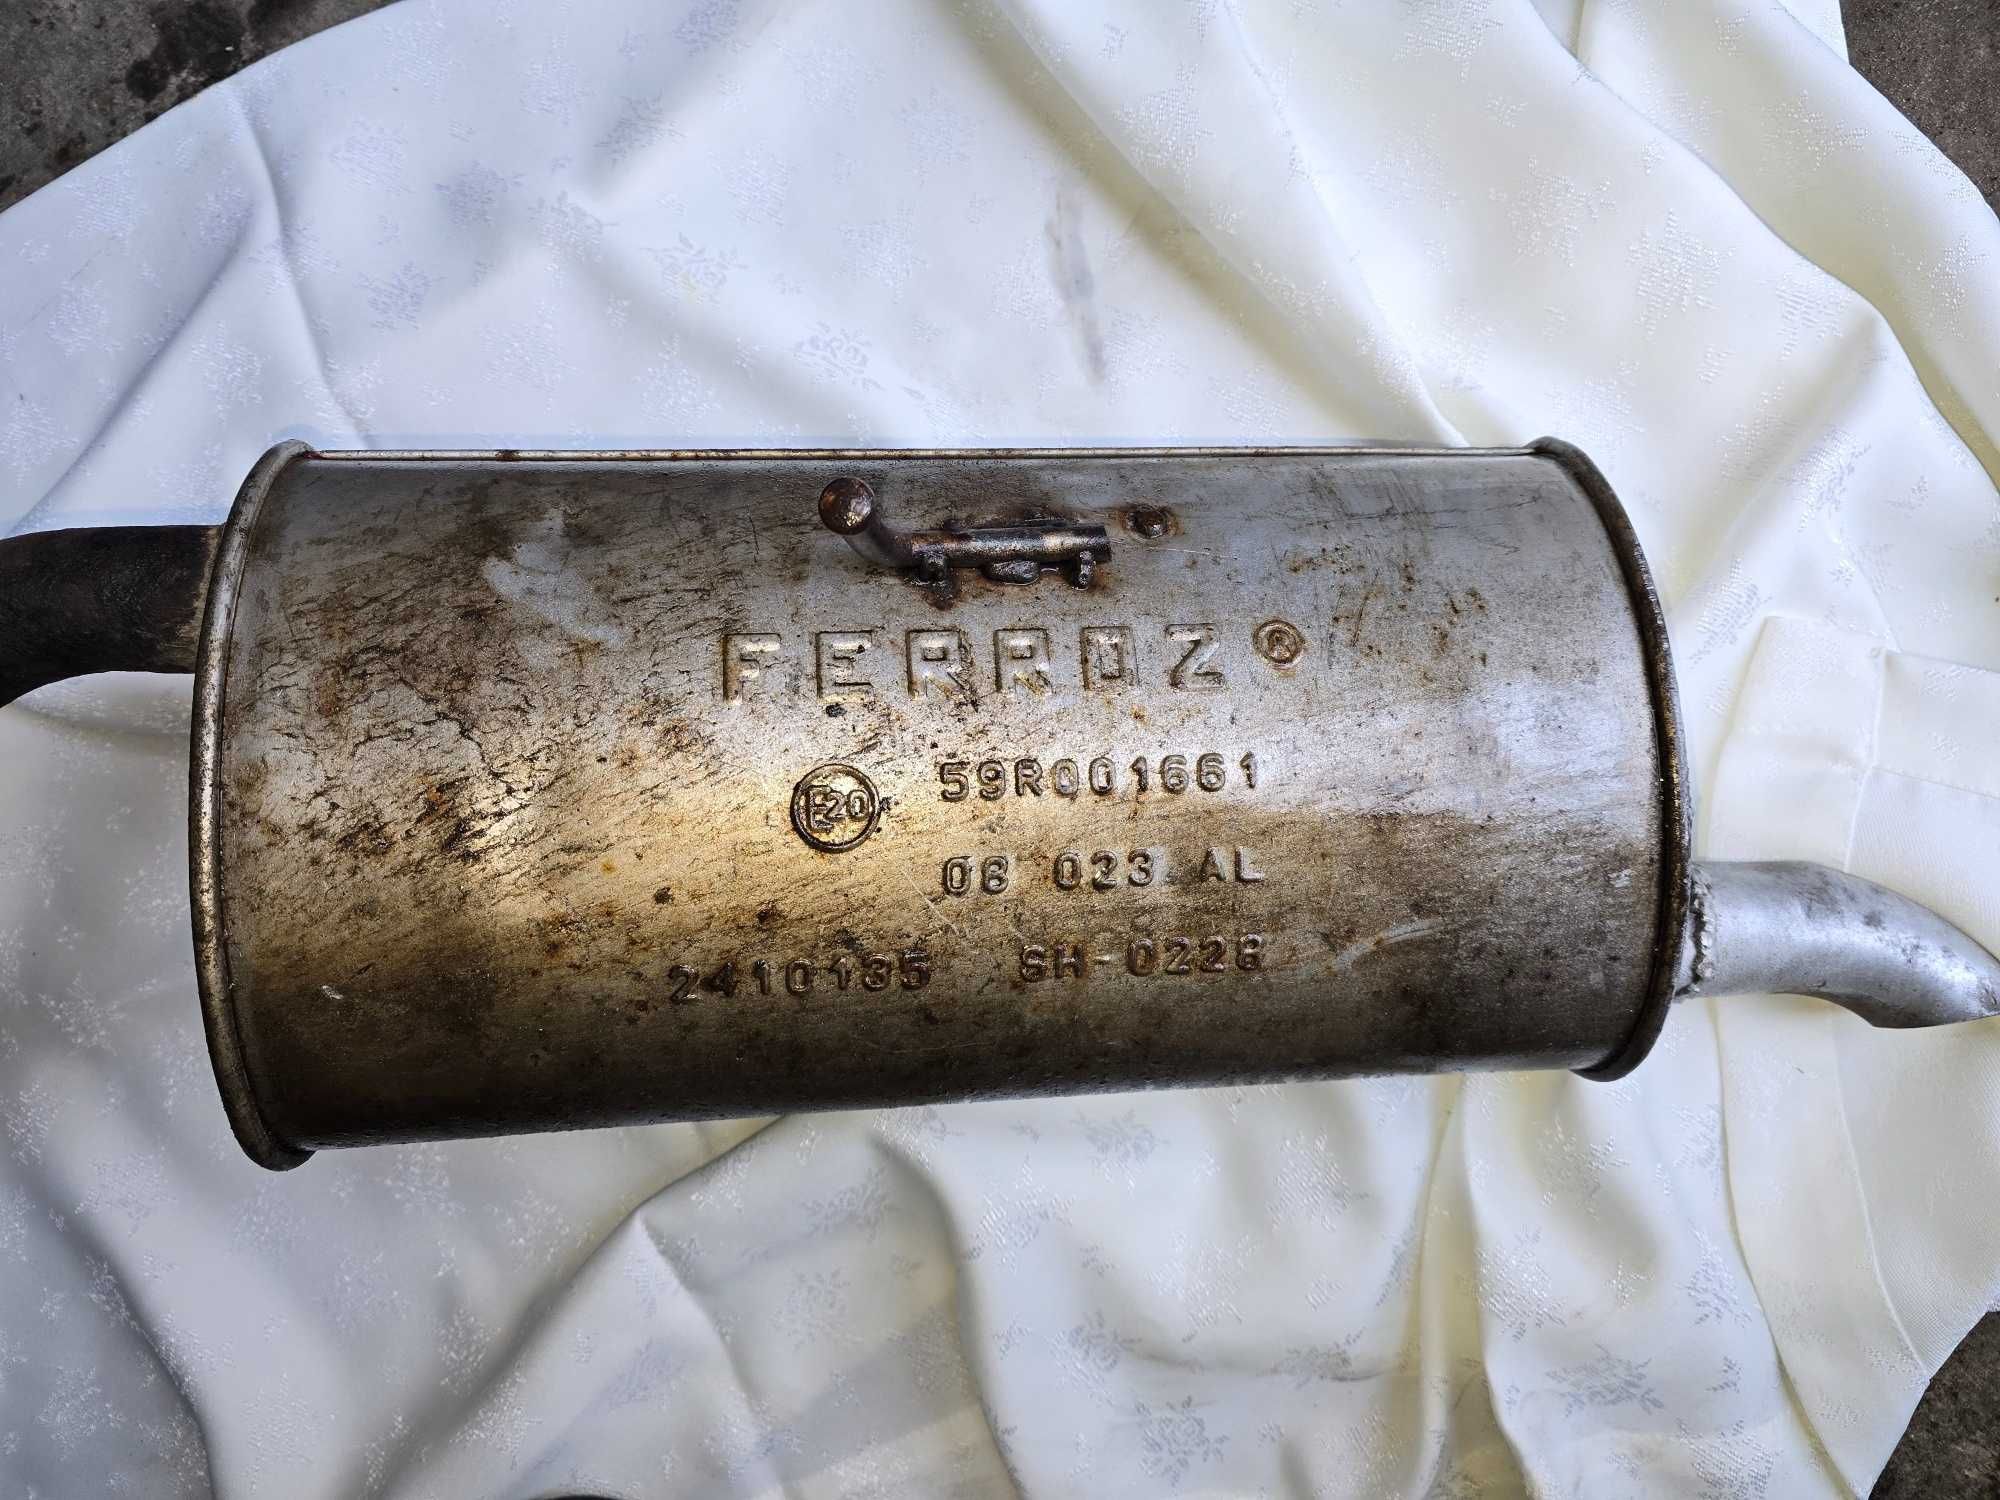 FERROZ ®
E20 59R001661
08 023 AL
2410135 SH-0228